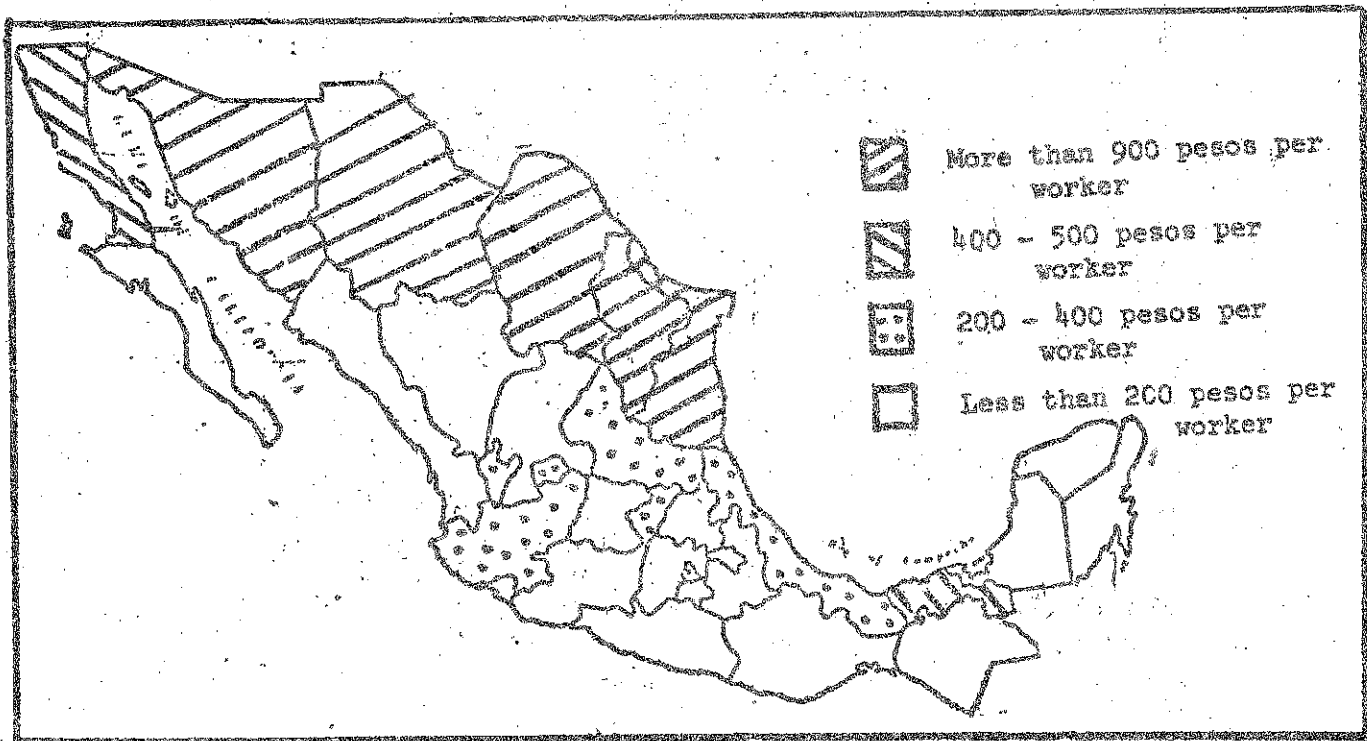 More than 900 pesos per
worker
400 - 500 pesos per
worker
200 - 400 pesos per
worker
Less than 200 pesos per
worker